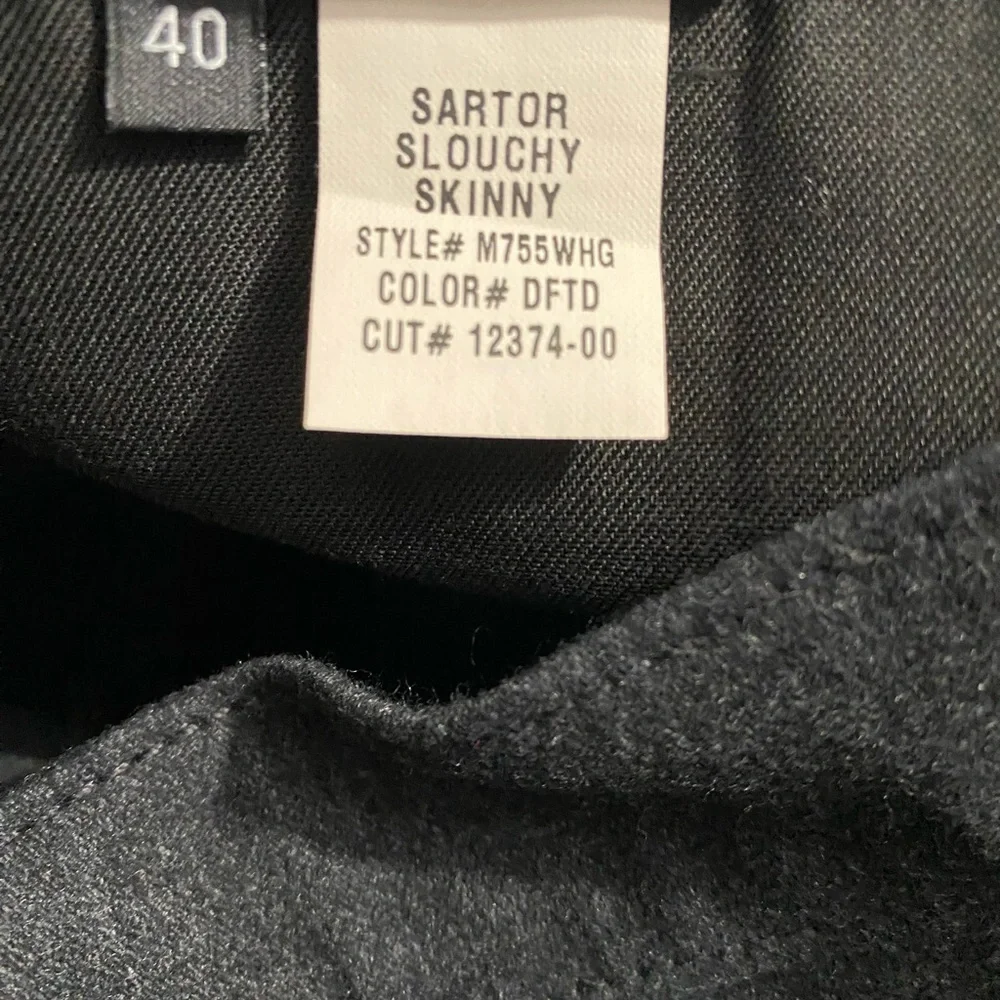 40
SARTOR
SLOUCHY
SKINNY
STYLE# M755WHG
COLOR# DFTD
CUT# 12374-00